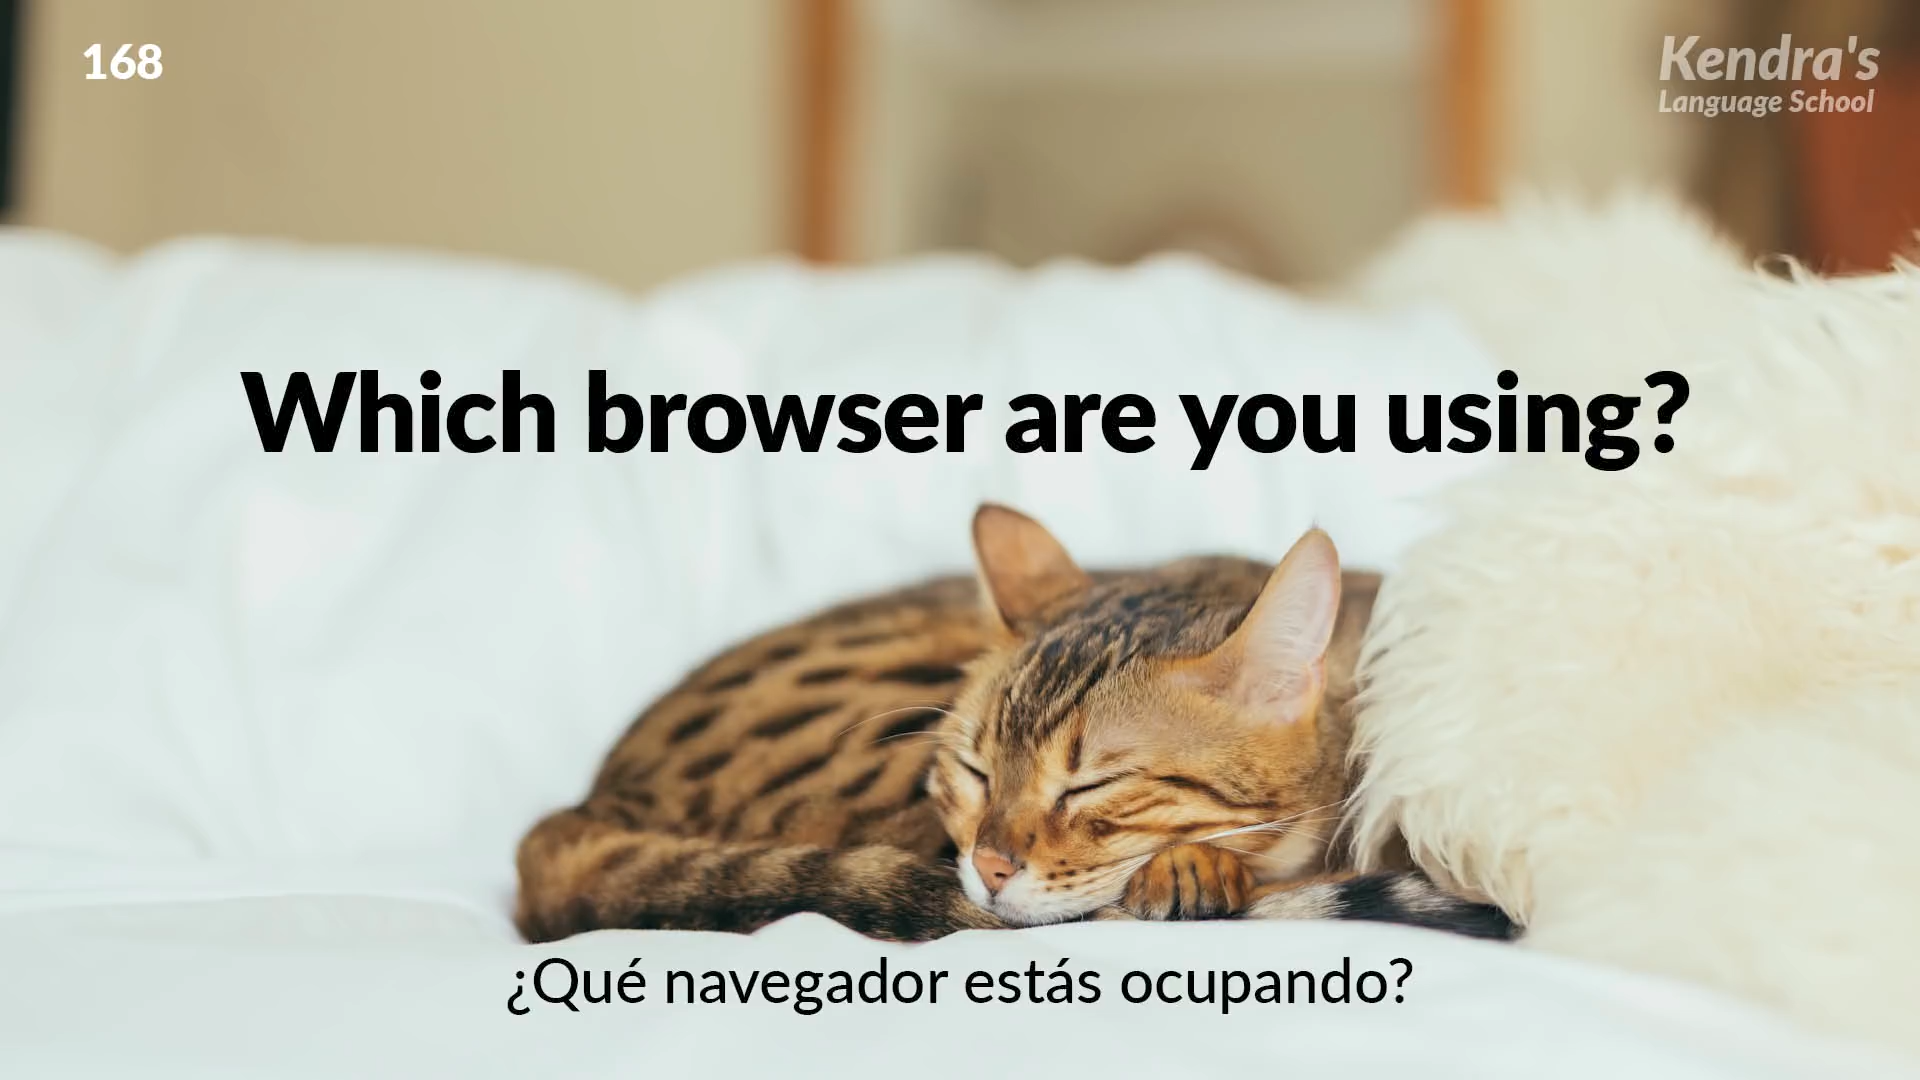 168
Kendra's
Language School
Which browser are you using?
¿Qué navegador estás ocupando?